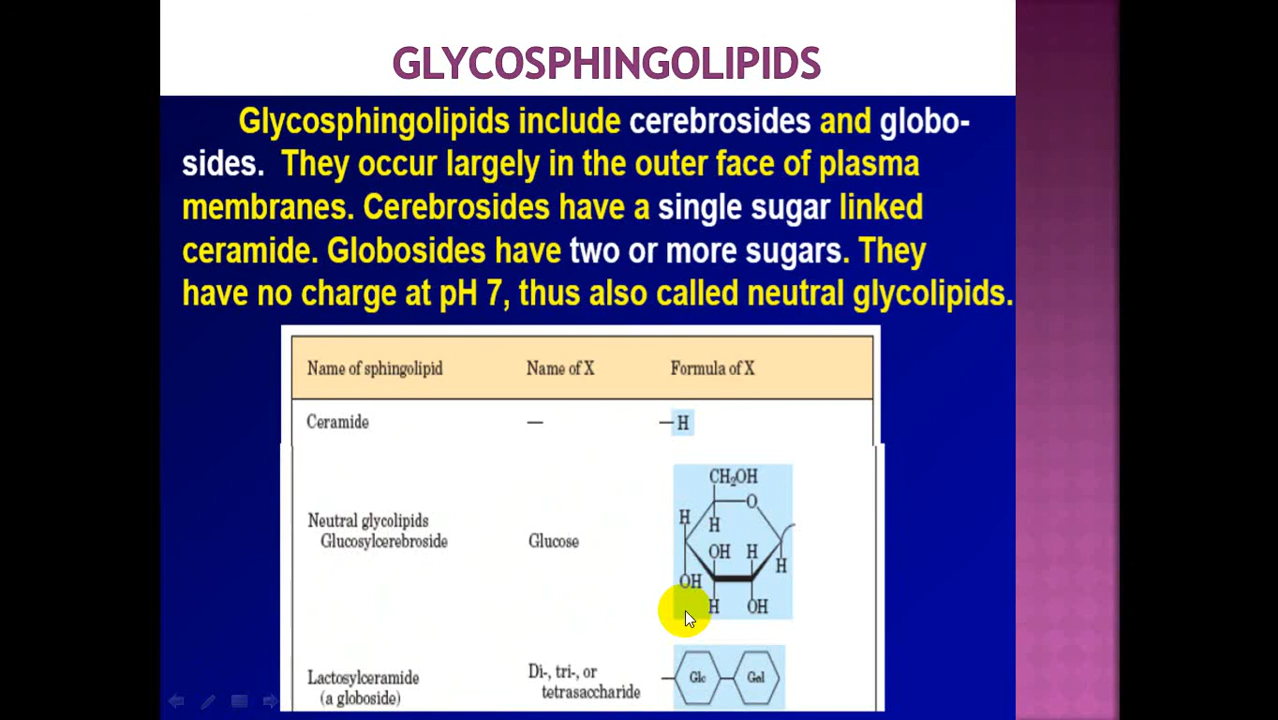 GLYCOSPHINGOLIPIDS
Glycosphingolipids include cerebrosides and globo-
sides. They occur largely in the outer face of plasma
membranes. Cerebrosides have a single sugar linked
ceramide. Globosides have two or more sugars. They
have no charge at pH 7, thus also called neutral glycolipids.
Name of sphingolipid Name of X Formula of X
Ceramide — —H
CH₂OH
O
H
H
Neutral glycolipids
Glucosylcerebroside Glucose
OH H
H
OH
H OH
Lactosylceramide
(a globoside)
Di-, tri-, or
tetrasaccharide
Glc Gal